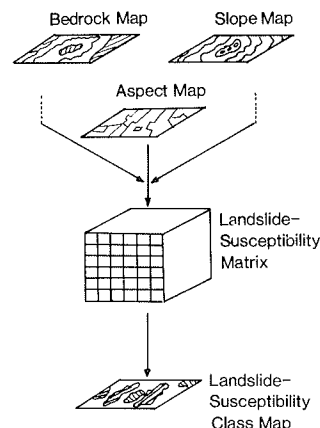 Bedrock Map
Slope Map
Aspect Map
Landslide-
Susceptibility
Matrix
Landslide-
Susceptibility
Class Map